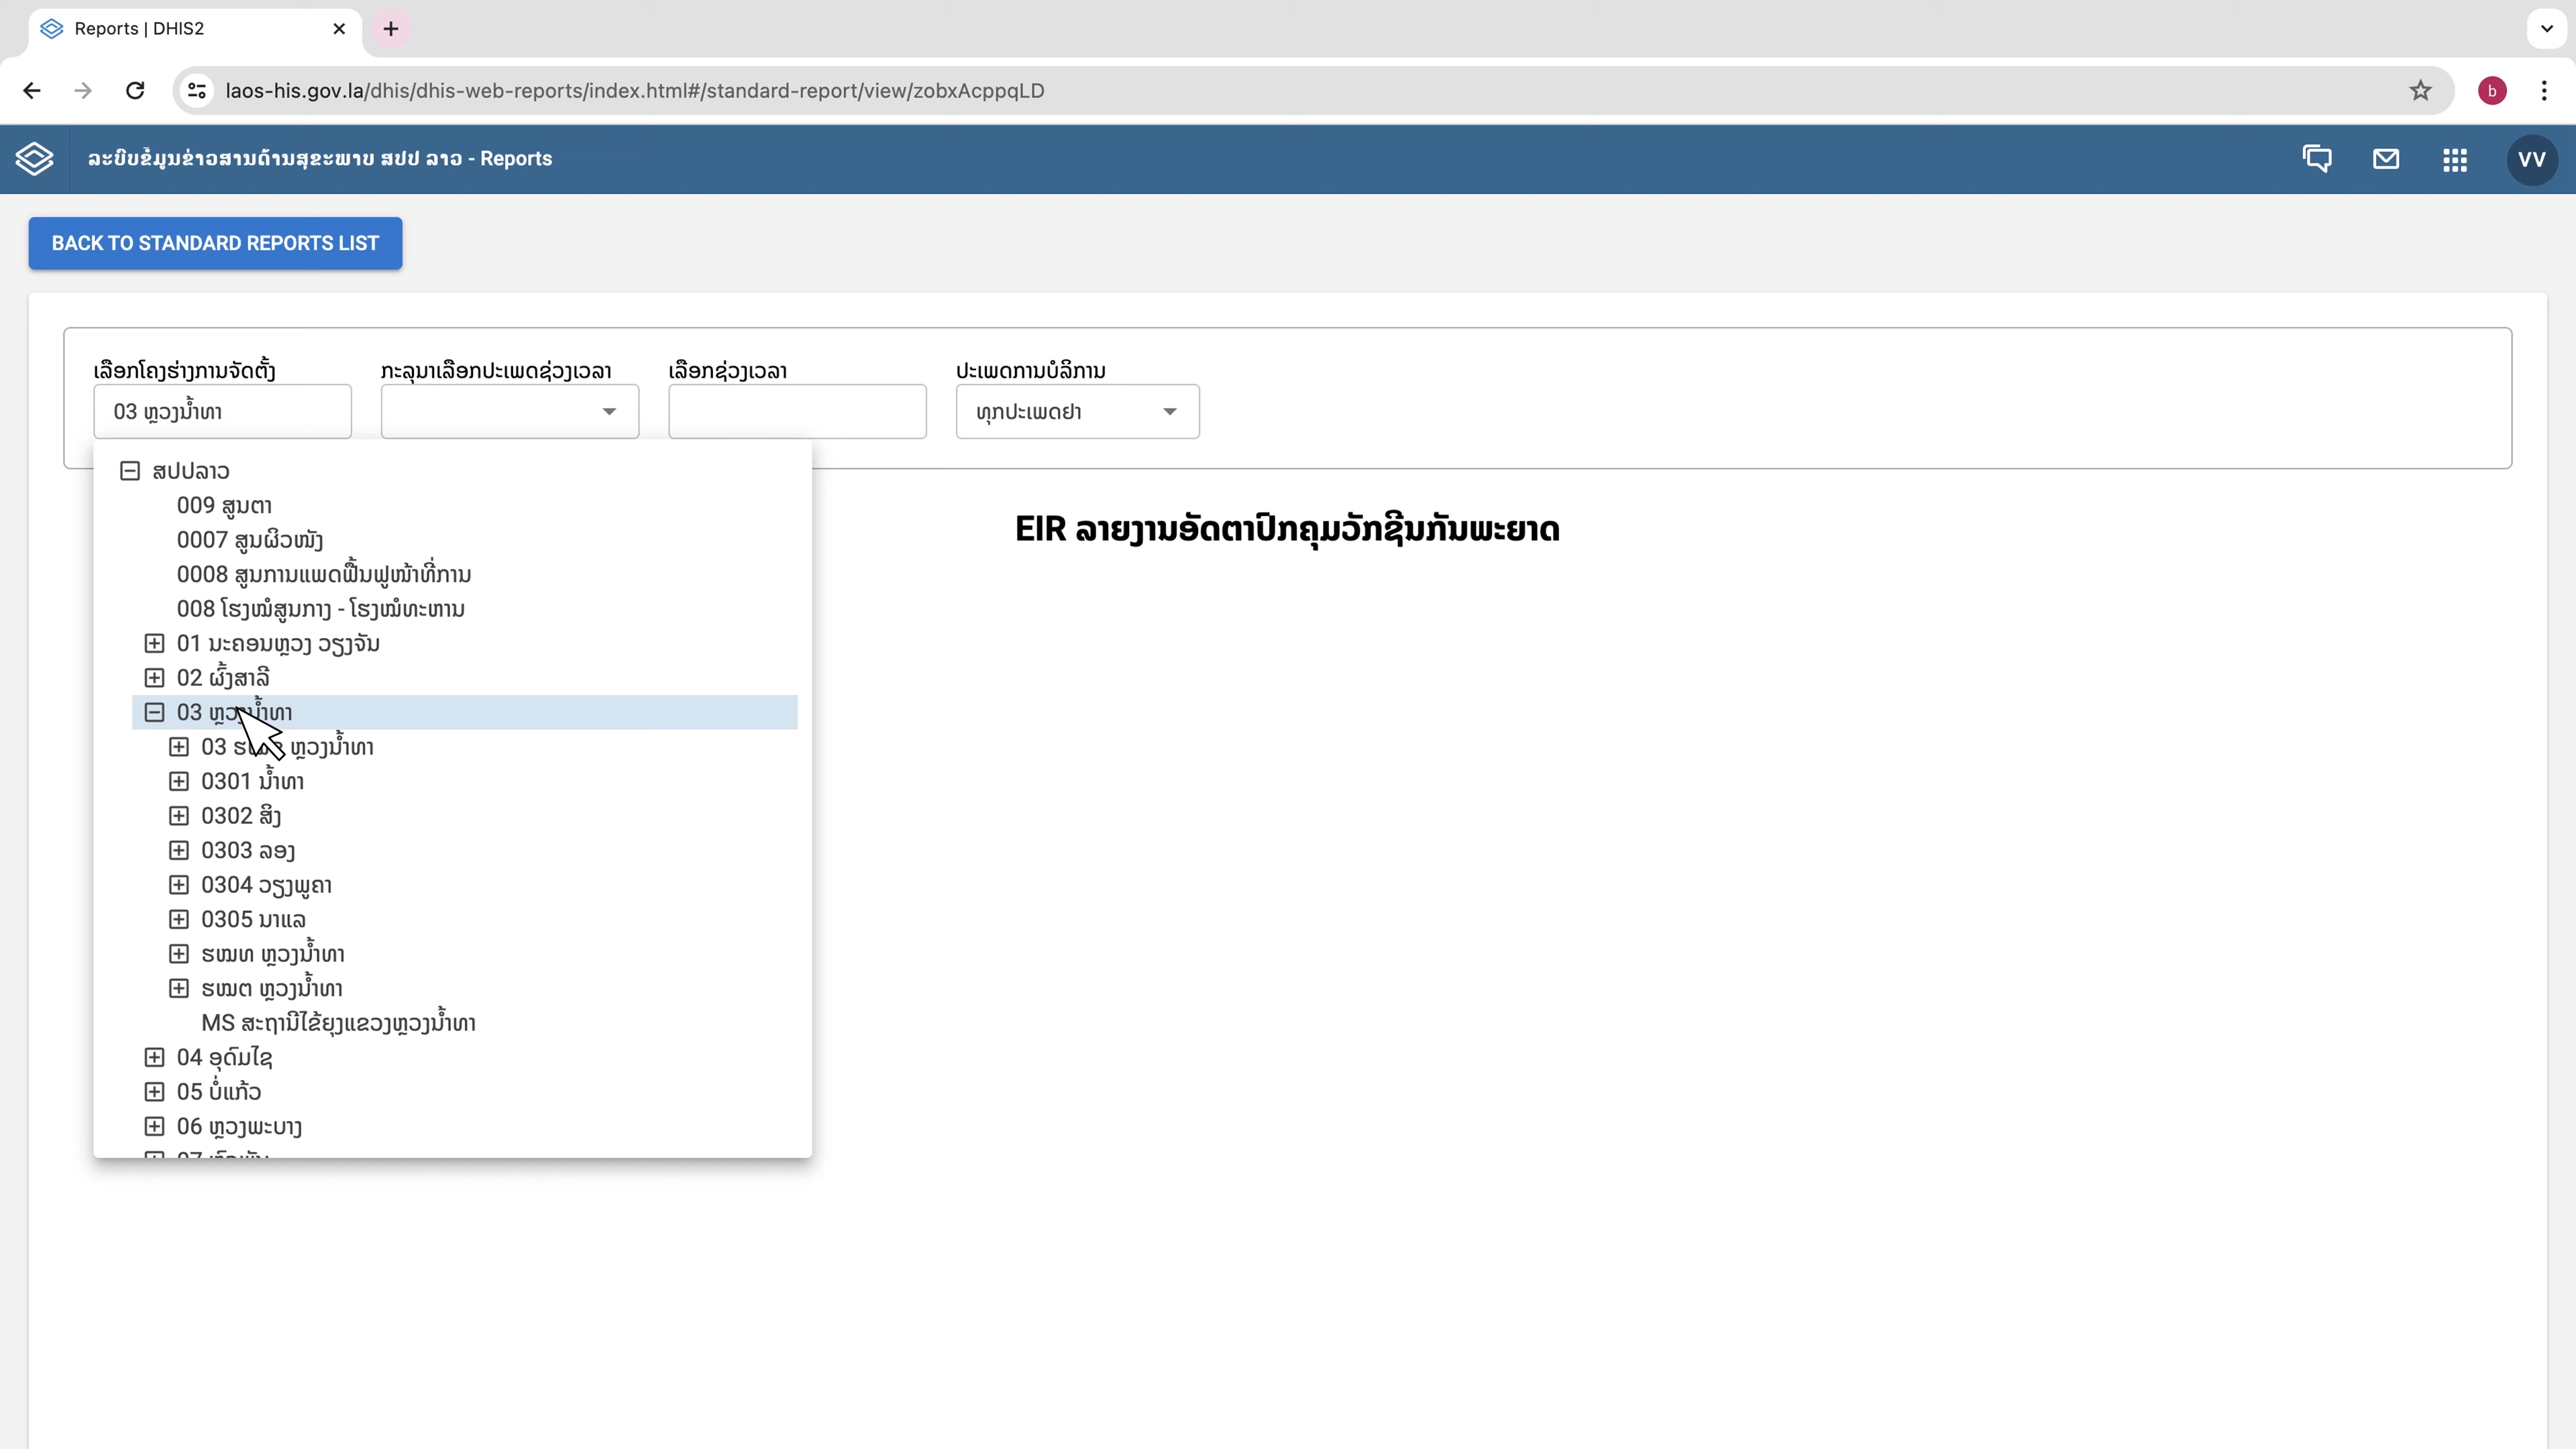 Reports | DHIS2
laos-his.gov.la/dhis/dhis-web-reports/index.html#/standard-report/view/zobxAcppqLD
b
ລະບົບຂໍ້ມູນຂ່າວສານດ້ານສຸຂະພາບ ສປປ ລາວ - Reports
VV
BACK TO STANDARD REPORTS LIST
ເລືອກໂຄງຮ່າງການຈັດຕັ້ງ
ກະລຸນາເລືອກປະເພດຊ່ວງເວລາ
ເລືອກຊ່ວງເວລາ
ປະເພດການບໍລິການ
03 ຫຼວງນ້ຳທາ
ທຸກປະເພດຢາ
EIR ລາຍງານອັດຕາປົກຄຸມວັກຊີນກັນພະຍາດ
ສປປລາວ
009 ສູນຕາ
0007 ສູນຜິວໜັງ
0008 ສູນການແພດຟື້ນຟູໜ້າທີ່ການ
008 ໂຮງໝໍສູນກາງ - ໂຮງໝໍທະຫານ
01 ນະຄອນຫຼວງ ວຽງຈັນ
02 ຜົ້ງສາລີ
03 ຫຼວງນ້ຳທາ
03 ຫຼວງນ້ຳທາ
0301 ນ້ຳທາ
0302 ສິງ
0303 ລອງ
0304 ວຽງພູຄາ
0305 ນາແລ
ຮໝທ ຫຼວງນ້ຳທາ
ຮໝຕ ຫຼວງນ້ຳທາ
MS ສະຖານີໄຂ້ຍຸງແຂວງຫຼວງນ້ຳທາ
04 ອຸດົມໄຊ
05 ບໍ່ແກ້ວ
06 ຫຼວງພະບາງ